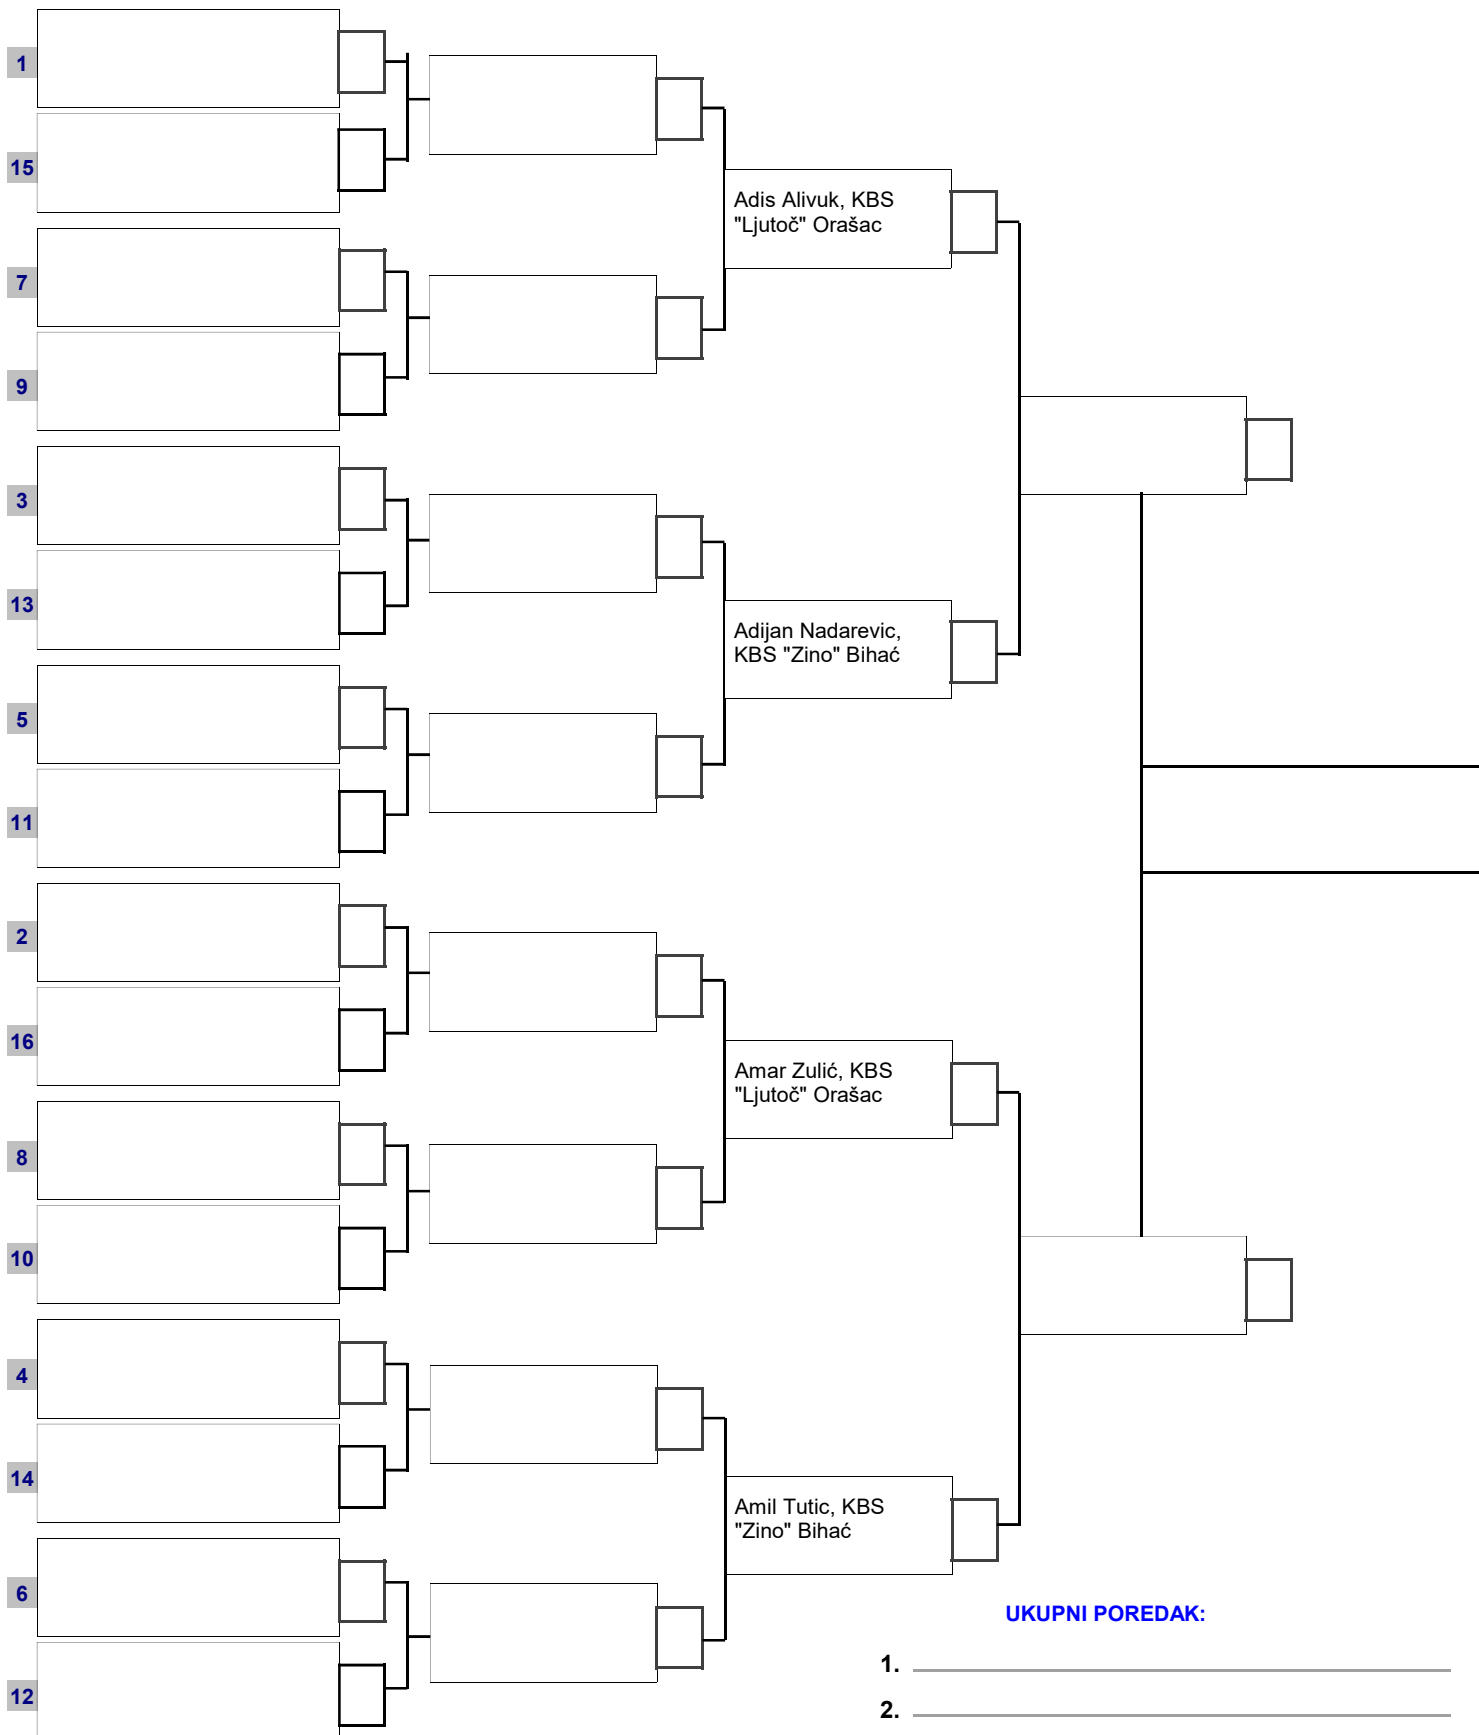 1
15
7
9
3
13
5
11
2
16
8
10
4
14
6
12
Adis Alivuk, KBS
"Ljutoč" Orašac
Adijan Nadarevic,
KBS "Zino" Bihać
Amar Zulić, KBS
"Ljutoč" Orašac
Amil Tutic, KBS
"Zino" Bihać
UKUPNI POREDAK:
1.
2.